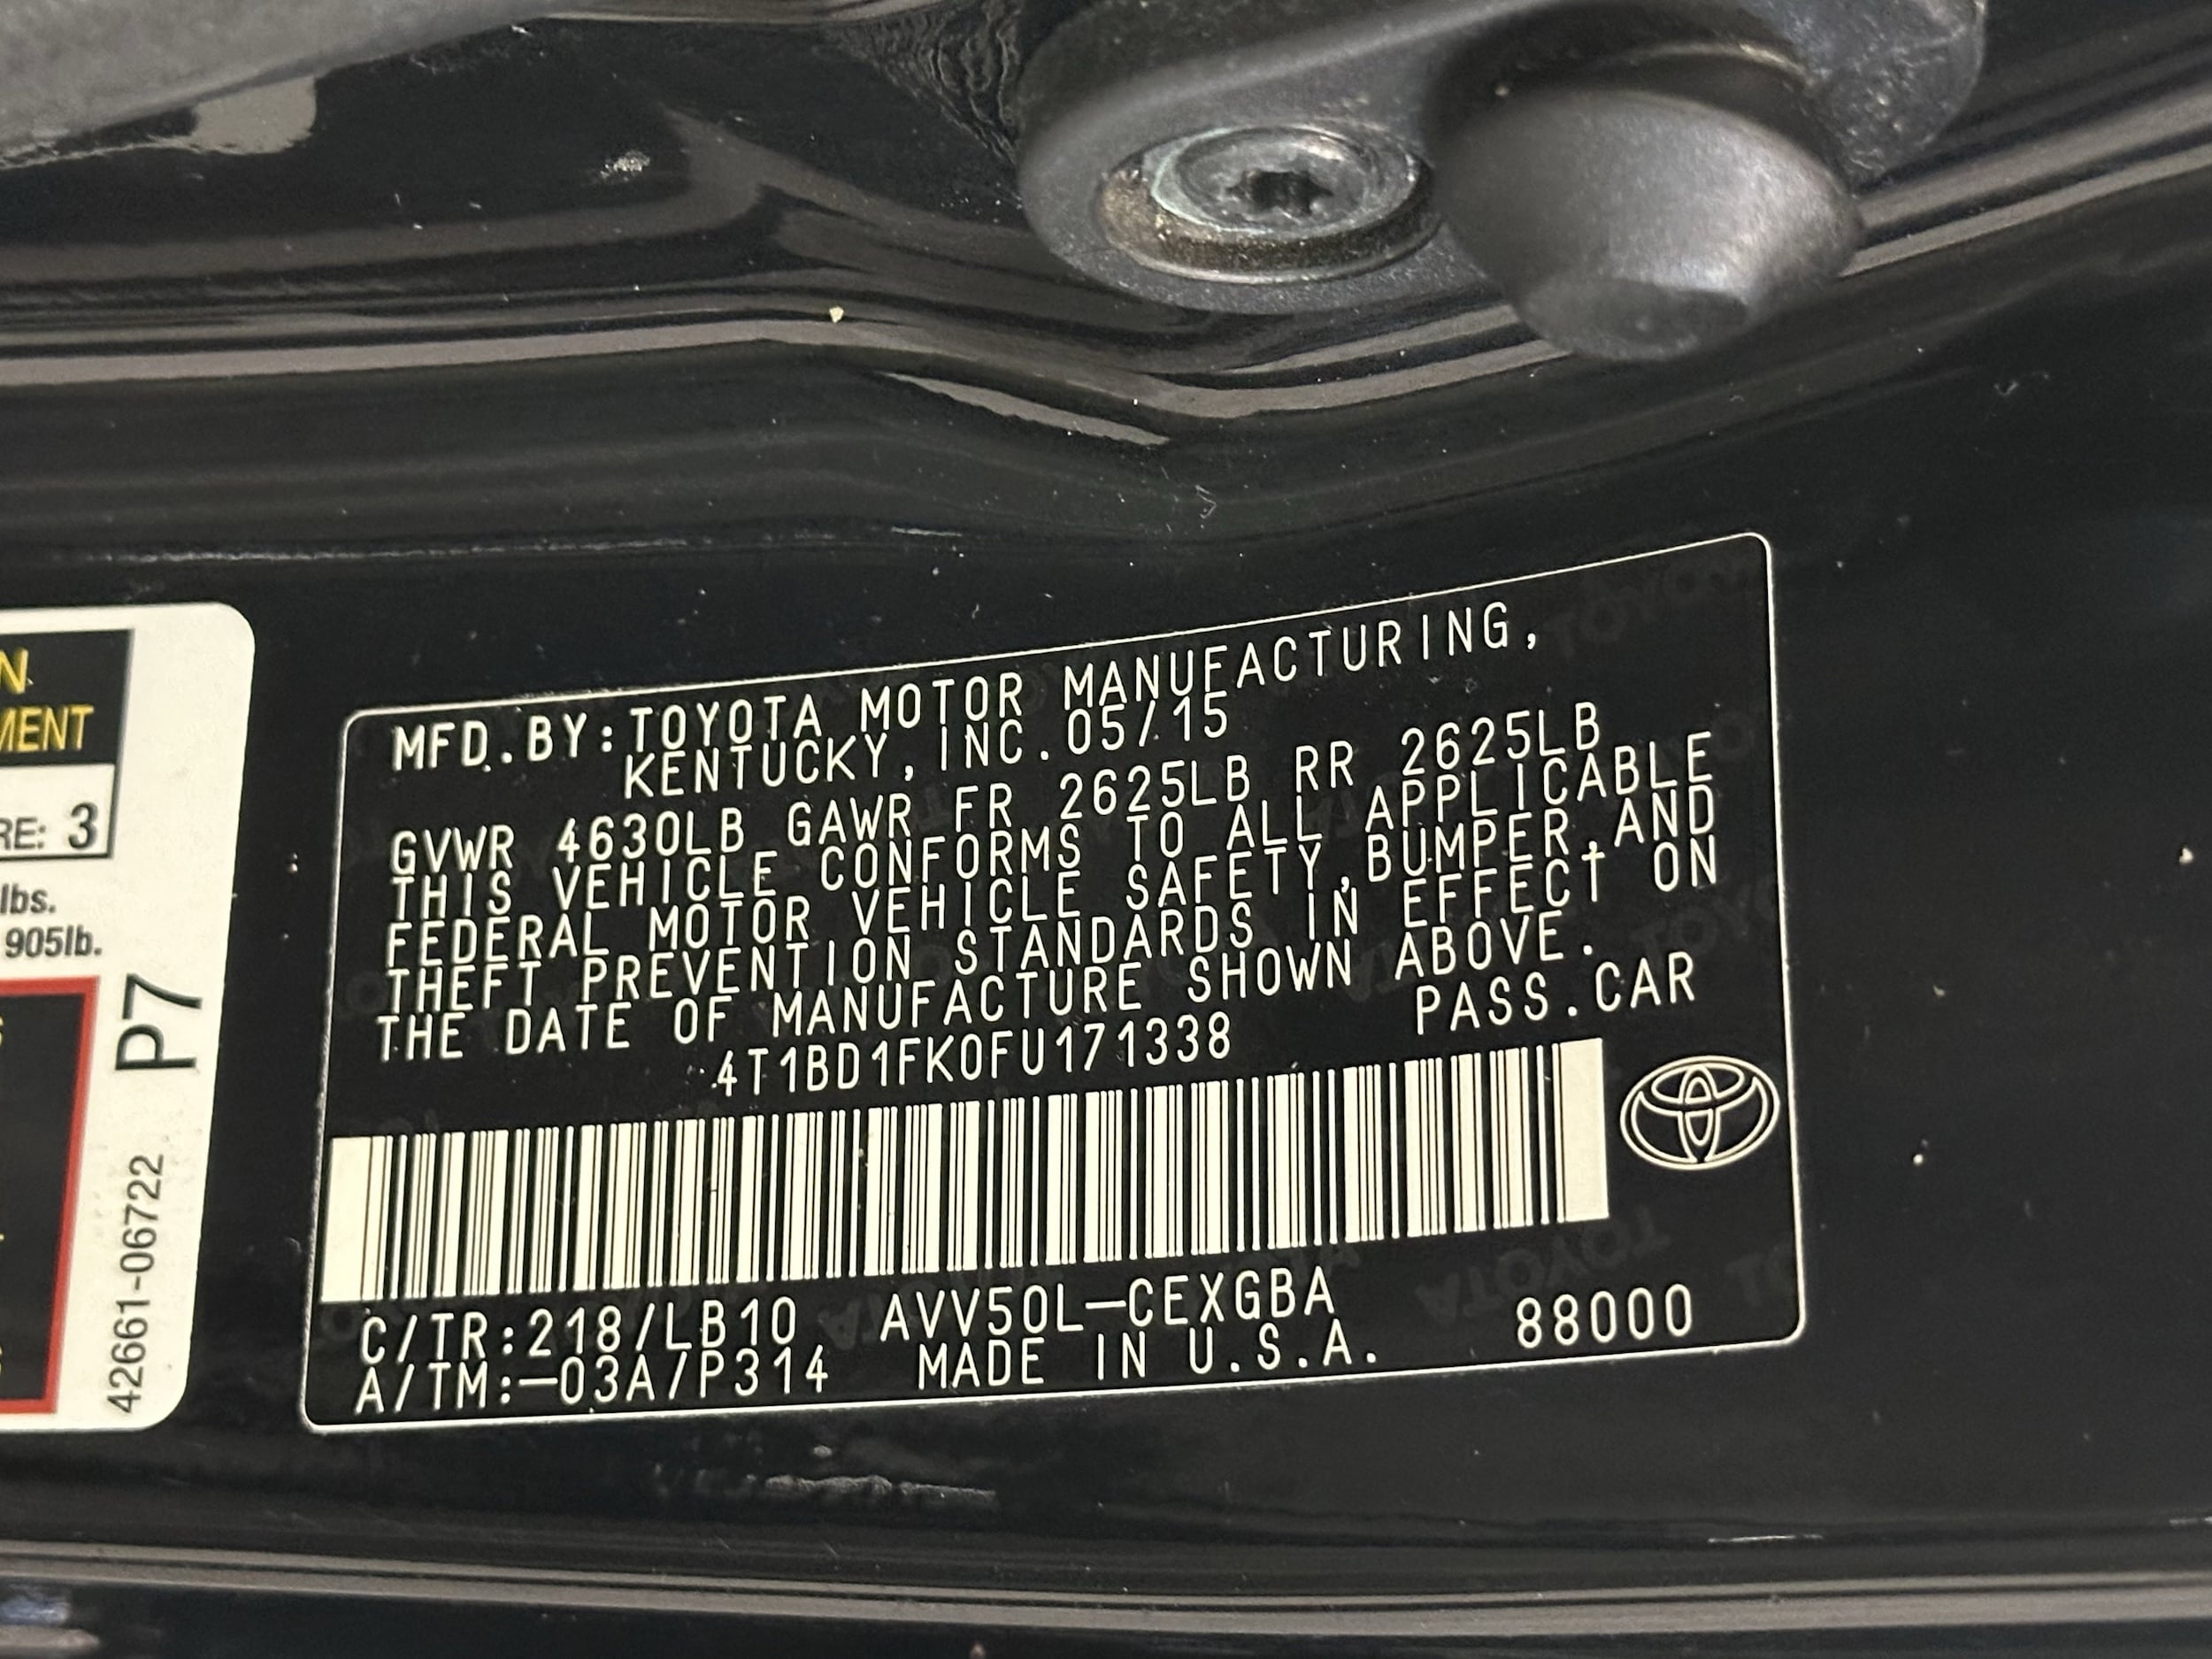 N
MENT
RE: 3
lbs.
905lb.
P7
42661-06722
MFD.BY:TOYOTA MOTOR MANUFACTURING,
KENTUCKY,INC.05/15
GVWR 4630LB GAWR FR 2625LB RR 2625LB
THIS VEHICLE CONFORMS TO ALL APPLICABLE
FEDERAL MOTOR VEHICLE SAFETY,BUMPER,AND
THEFT PREVENTION STANDARDS IN EFFECT ON
THE DATE OF MANUFACTURE SHOWN ABOVE.
4T1BD1FK0FU171338 PASS.CAR
C/TR:218/LB10 AVV50L-CEXGBA
A/TM:-03A/P314 MADE IN U.S.A. 88000